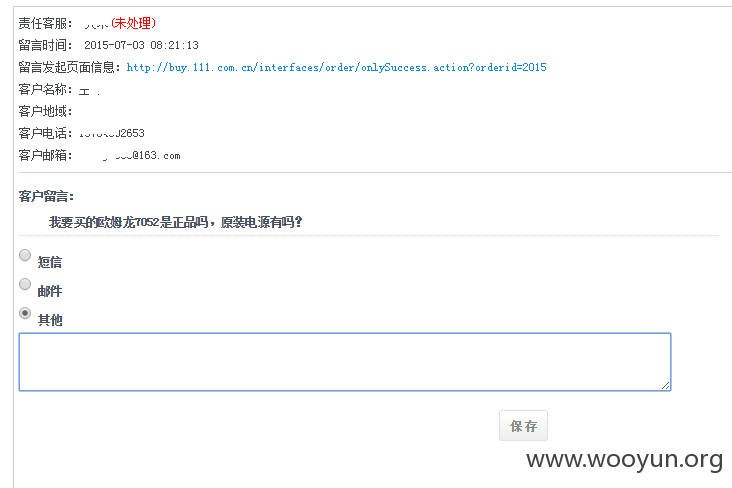 责任客服： (未处理)
留言时间： 2015-07-03 08:21:13
留言发起页面信息：http://buy.111.com.cn/interfaces/order/onlySuccess.action?orderid=2015
客户名称：
客户地域：
客户电话： 2653
客户邮箱： @163.com
客户留言：
我要买的欧姆龙7052是正品吗，原装电源有吗？
短信
邮件
其他
保存
www.wooyun.org